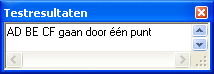 Testresultaten
AD BE CF gaan door één punt